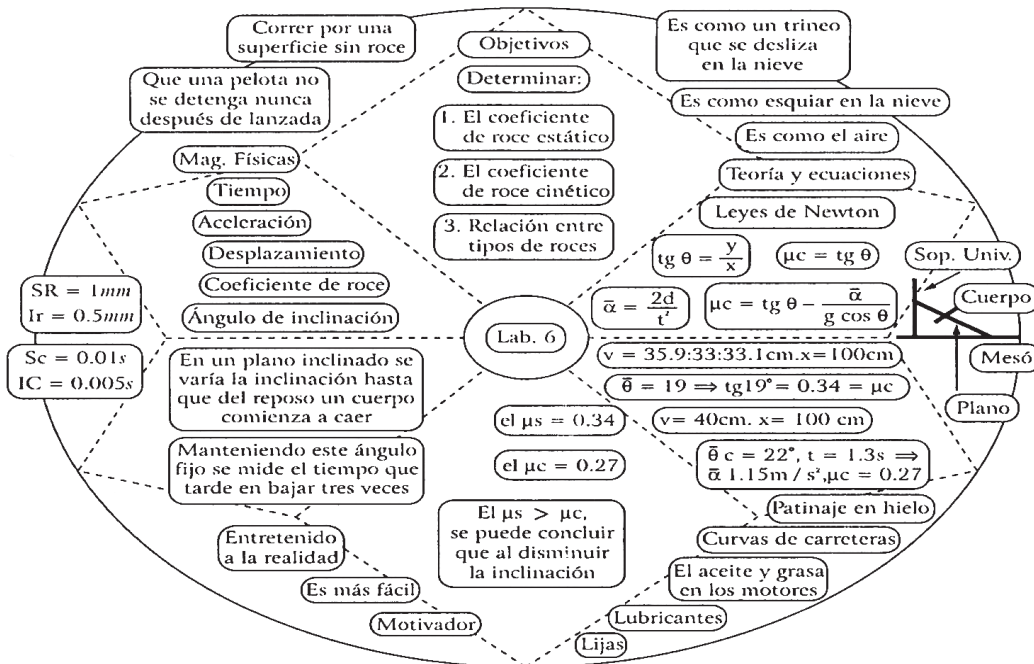 Correr por una
superficie sin roce
Que una pelota no
se detenga nunca
después de lanzada
Mag. Físicas
Tiempo
Aceleración
Desplazamiento
Coeficiente de roce
Ángulo de inclinación
SR = 1mm
Ir = 0.5mm
Sc = 0.01s
IC = 0.005s
Objetivos
Determinar:
1. El coeficiente
de roce estático
2. El coeficiente
de roce cinético
3. Relación entre
tipos de roces
Es como un trineo
que se desliza
en la nieve
Es como esquiar en la nieve
Es como el aire
Teoría y ecuaciones
Leyes de Newton
tg θ = y/x
μc = tg θ
ᾱ = 2d/t²
μc = tg θ − ᾱ/g cos θ
Sop. Univ.
Cuerpo
Mesó
Plano
Lab. 6
v = 35.9:33:33.1cm.x=100cm
θ̄ = 19 ⇒ tg19°= 0.34 = μc
v= 40cm. x= 100 cm
θ̄ c = 22°, t = 1.3s ⇒
ᾱ 1.15m / s²,μc = 0.27
Patinaje en hielo
Curvas de carreteras
El aceite y grasa
en los motores
Lubricantes
Lijas
En un plano inclinado se
varía la inclinación hasta
que del reposo un cuerpo
comienza a caer
Manteniendo este ángulo
fijo se mide el tiempo que
tarde en bajar tres veces
Entretenido
a la realidad
Es más fácil
Motivador
el μs = 0.34
el μc = 0.27
El μs > μc,
se puede concluir
que al disminuir
la inclinación